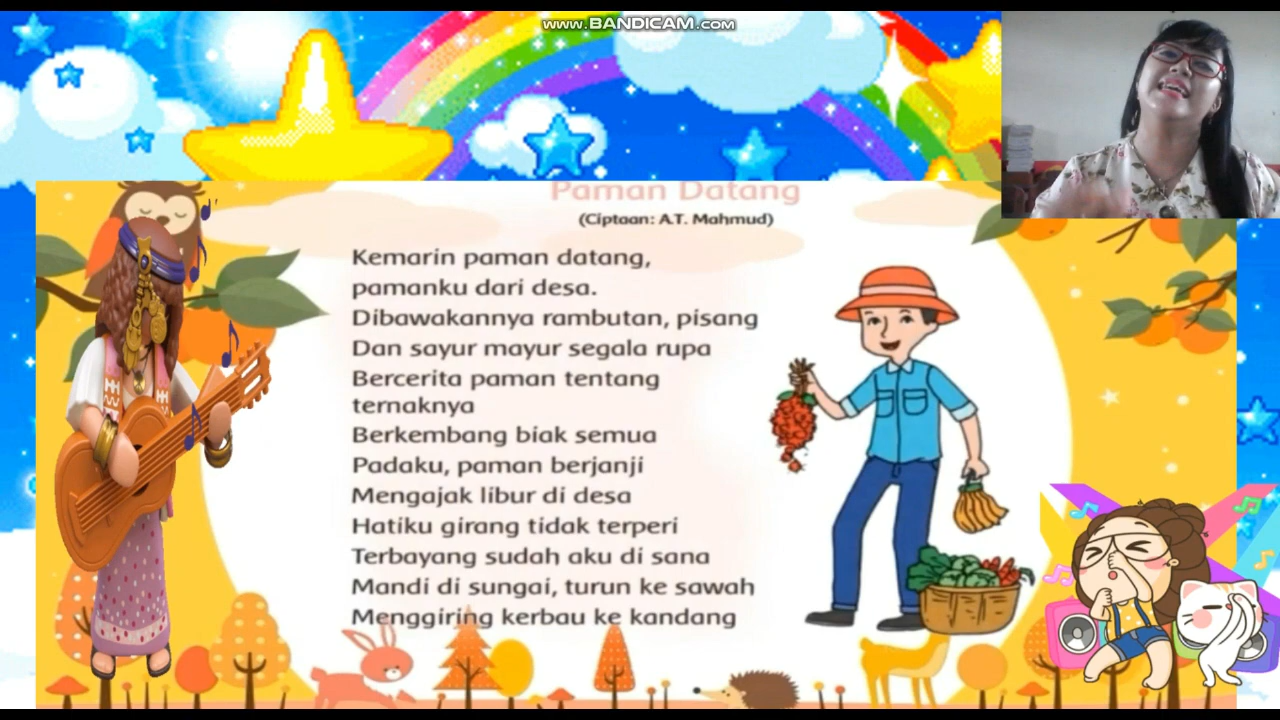 www.BANDICAM.com
Paman Datang
(Ciptaan: A.T. Mahmud)
Kemarin paman datang,
pamanku dari desa.
Dibawakannya rambutan, pisang
Dan sayur mayur segala rupa
Bercerita paman tentang
ternaknya
Berkembang biak semua
Padaku, paman berjanji
Mengajak libur di desa
Hatiku girang tidak terperi
Terbayang sudah aku di sana
Mandi di sungai, turun ke sawah
Menggiring kerbau ke kandang